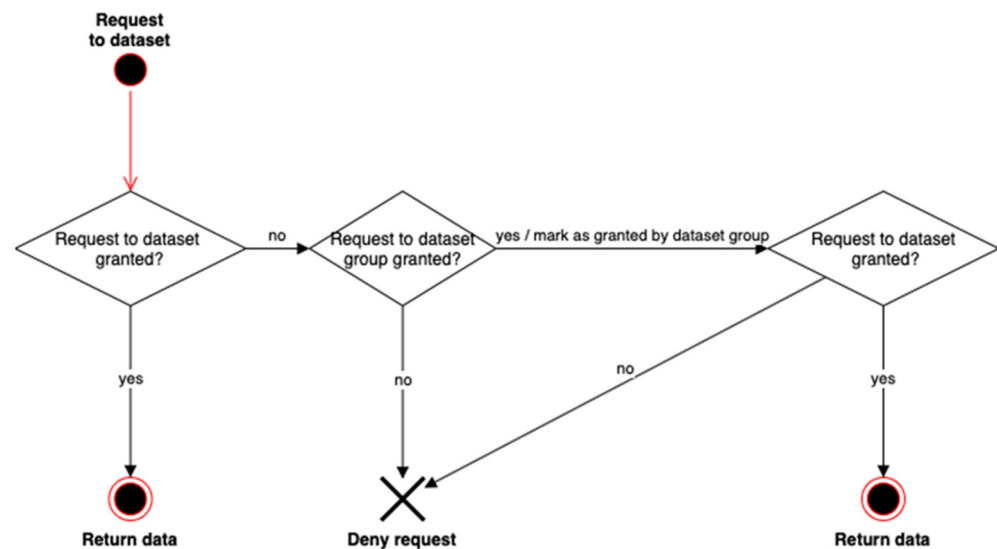 Request
to dataset
Request to dataset
granted?
no
Request to dataset
group granted?
yes / mark as granted by dataset group
Request to dataset
granted?
yes
no
no
yes
Return data
Deny request
Return data